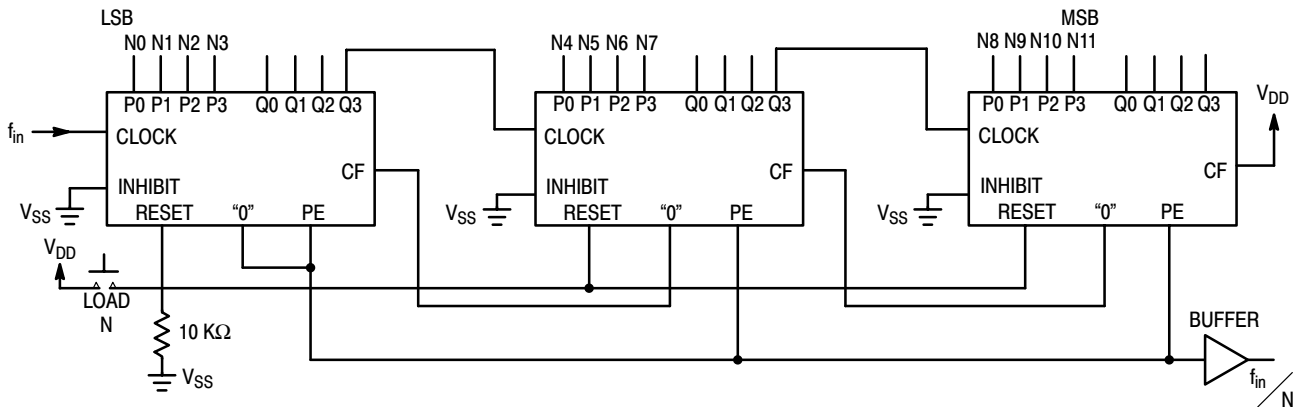 LSB MSB
N0 N1 N2 N3 N4 N5 N6 N7 N8 N9 N10 N11
P0 P1 P2 P3 Q0 Q1 Q2 Q3 P0 P1 P2 P3 Q0 Q1 Q2 Q3 P0 P1 P2 P3 Q0 Q1 Q2 Q3 VDD
fin CLOCK CLOCK CLOCK
CF CF CF
INHIBIT INHIBIT INHIBIT
VSS RESET “0” PE VSS RESET “0” PE VSS RESET “0” PE
VDD
LOAD
N
10 KΩ
VSS
BUFFER
fin/N